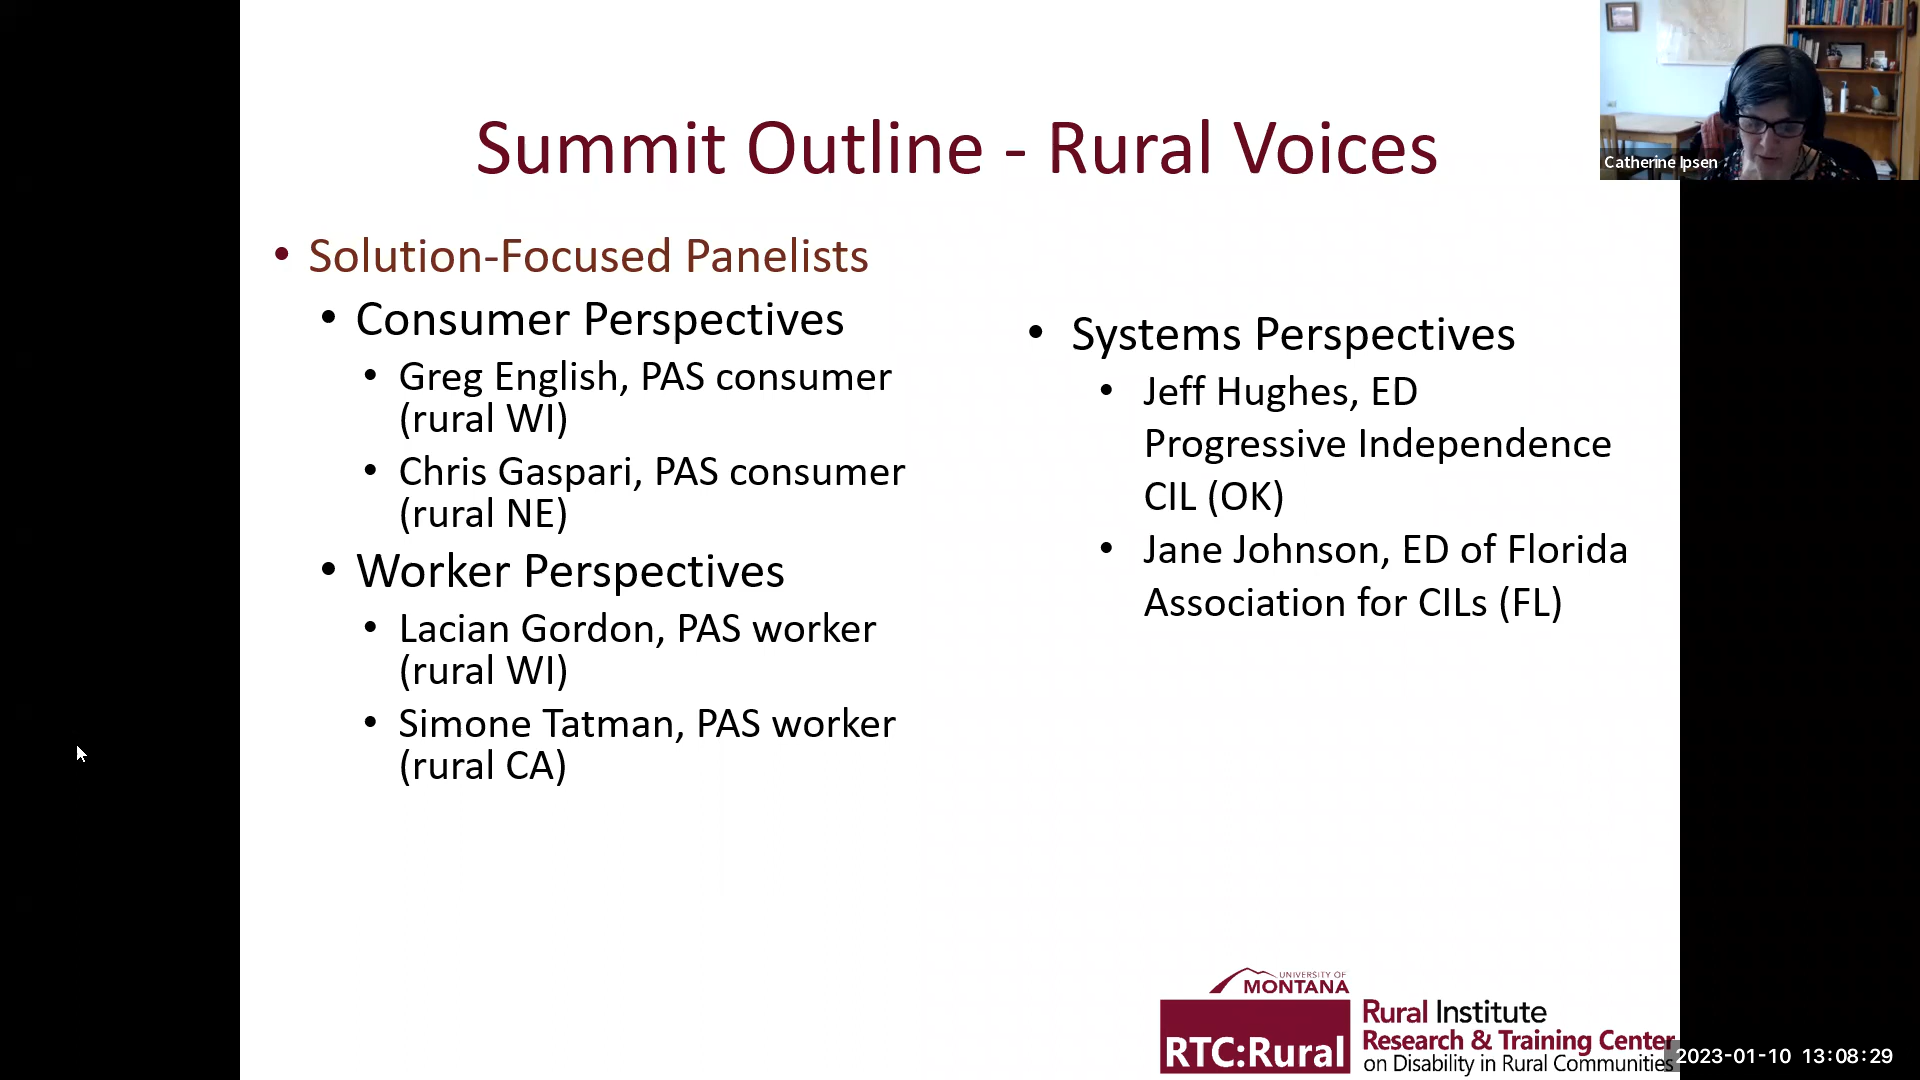 Summit Outline - Rural Voices
Catherine Ipsen
• Solution-Focused Panelists
• Consumer Perspectives
• Greg English, PAS consumer
(rural WI)
• Chris Gaspari, PAS consumer
(rural NE)
• Worker Perspectives
• Lacian Gordon, PAS worker
(rural WI)
• Simone Tatman, PAS worker
(rural CA)
• Systems Perspectives
• Jeff Hughes, ED
Progressive Independence
CIL (OK)
• Jane Johnson, ED of Florida
Association for CILs (FL)
UNIVERSITY OF
MONTANA
RTC:Rural
Rural Institute
Research & Training Center
on Disability in Rural Communities
2023-01-10 13:08:29